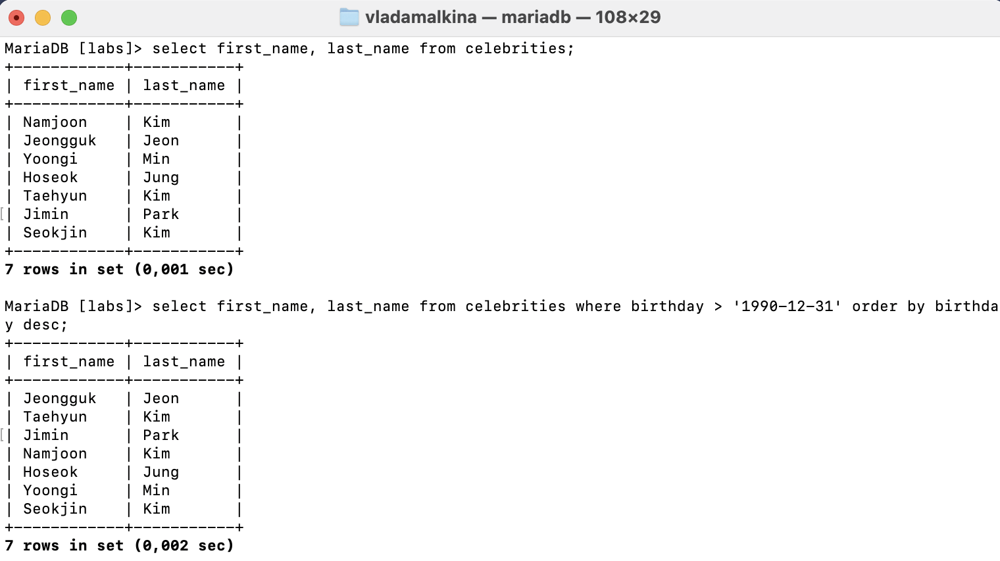 vladamalkina — mariadb — 108×29
MariaDB [labs]> select first_name, last_name from celebrities;
+------------+-----------+
| first_name | last_name |
+------------+-----------+
| Namjoon    | Kim       |
| Jeongguk   | Jeon      |
| Yoongi     | Min       |
| Hoseok     | Jung      |
| Taehyun    | Kim       |
[| Jimin      | Park      |
| Seokjin    | Kim       |
+------------+-----------+
7 rows in set (0,001 sec)

MariaDB [labs]> select first_name, last_name from celebrities where birthday > '1990-12-31' order by birthda
y desc;
+------------+-----------+
| first_name | last_name |
+------------+-----------+
| Jeongguk   | Jeon      |
| Taehyun    | Kim       |
[| Jimin      | Park      |
| Namjoon    | Kim       |
| Hoseok     | Jung      |
| Yoongi     | Min       |
| Seokjin    | Kim       |
+------------+-----------+
7 rows in set (0,002 sec)